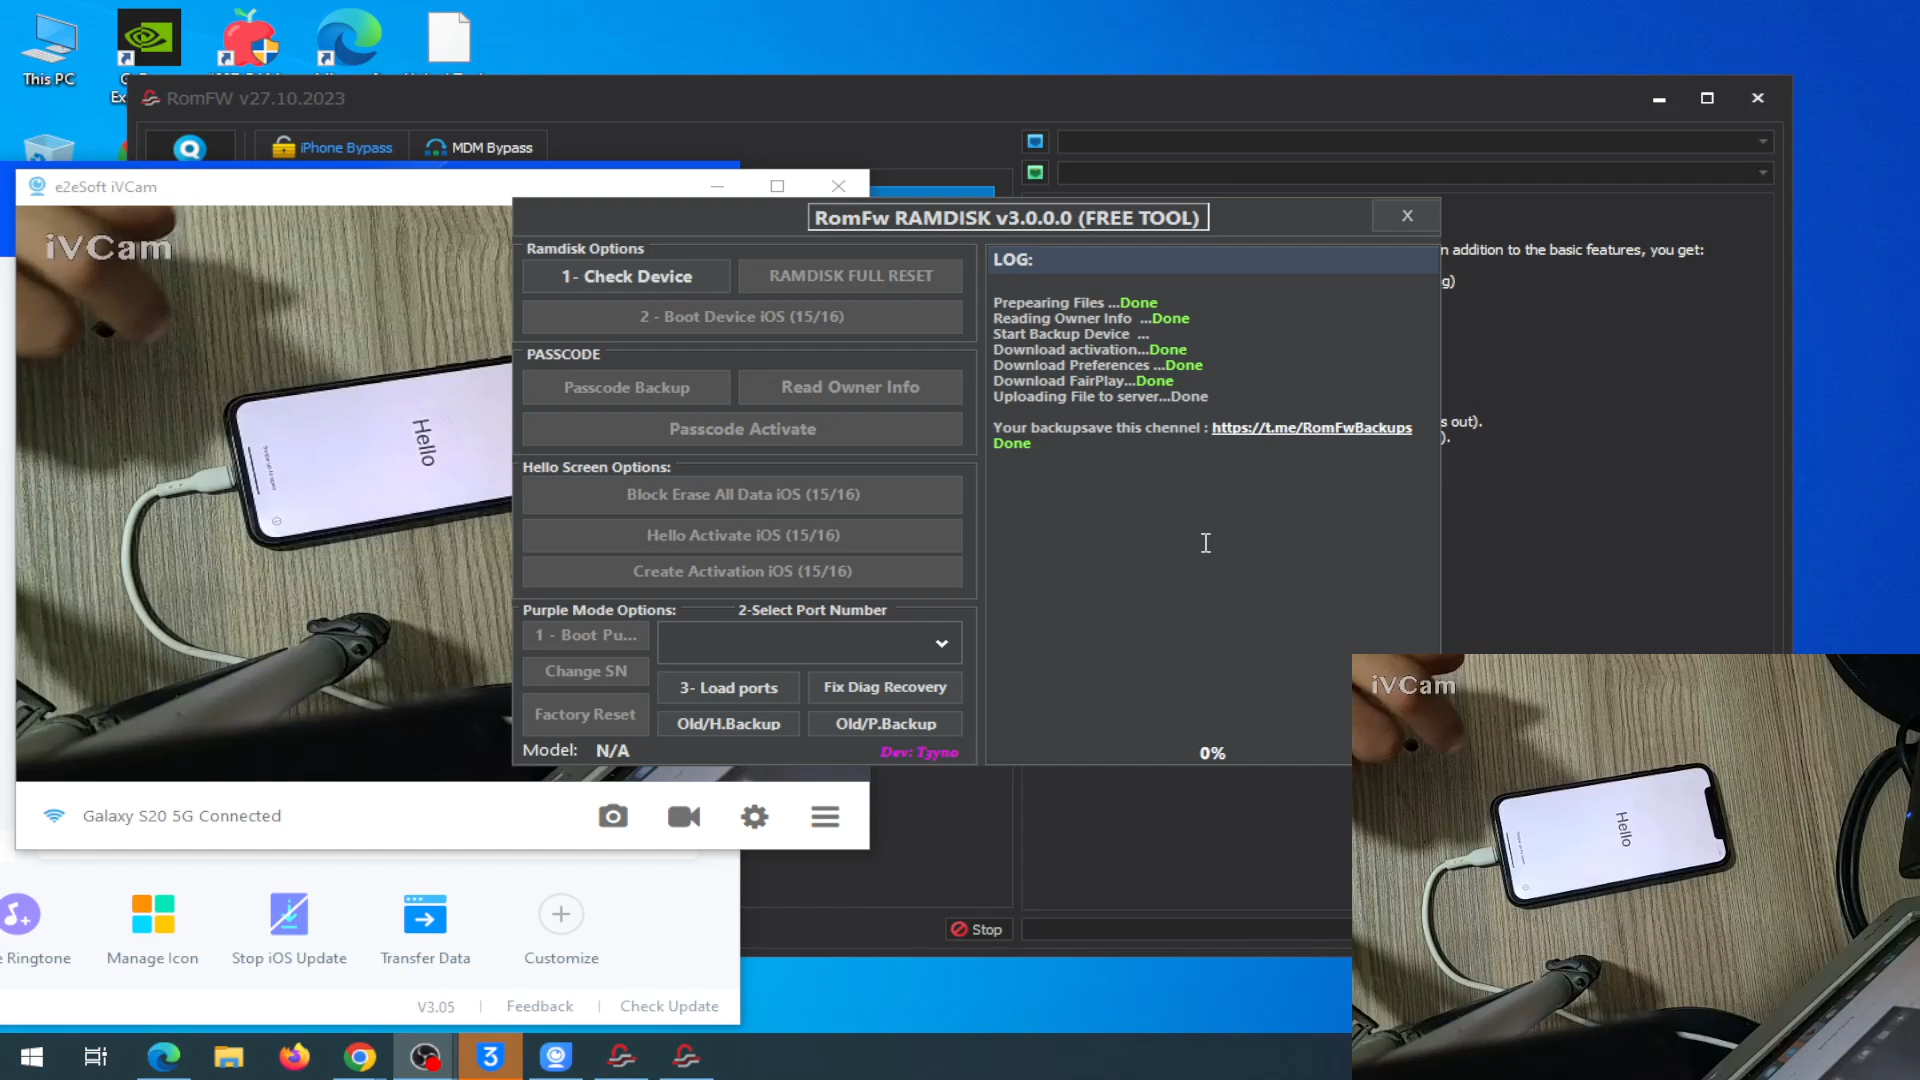 This PC
Ex
RomFW v27.10.2023
iPhone Bypass
MDM Bypass
e2eSoft iVCam
iVCam
Hello
RomFw RAMDISK v3.0.0.0 (FREE TOOL)
X
Ramdisk Options
1- Check Device
RAMDISK FULL RESET
2 - Boot Device iOS (15/16)
PASSCODE
Passcode Backup
Read Owner Info
Passcode Activate
Hello Screen Options:
Block Erase All Data iOS (15/16)
Hello Activate iOS (15/16)
Create Activation iOS (15/16)
Purple Mode Options:
2-Select Port Number
1 - Boot Pu...
Change SN
3- Load ports
Fix Diag Recovery
Factory Reset
Old/H.Backup
Old/P.Backup
Model: N/A
Dev: T3yno
LOG:
Prepearing Files ...Done
Reading Owner Info ...Done
Start Backup Device ...
Download activation...Done
Download Preferences ...Done
Download FairPlay...Done
Uploading File to server...Done
Your backupsave this channel : https://t.me/RomFwBackups
Done
0%
n addition to the basic features, you get:
g)
s out).
).
Galaxy S20 5G Connected
iVCam
Hello
Stop
e Ringtone
Manage Icon
Stop iOS Update
Transfer Data
Customize
V3.05
Feedback
Check Update